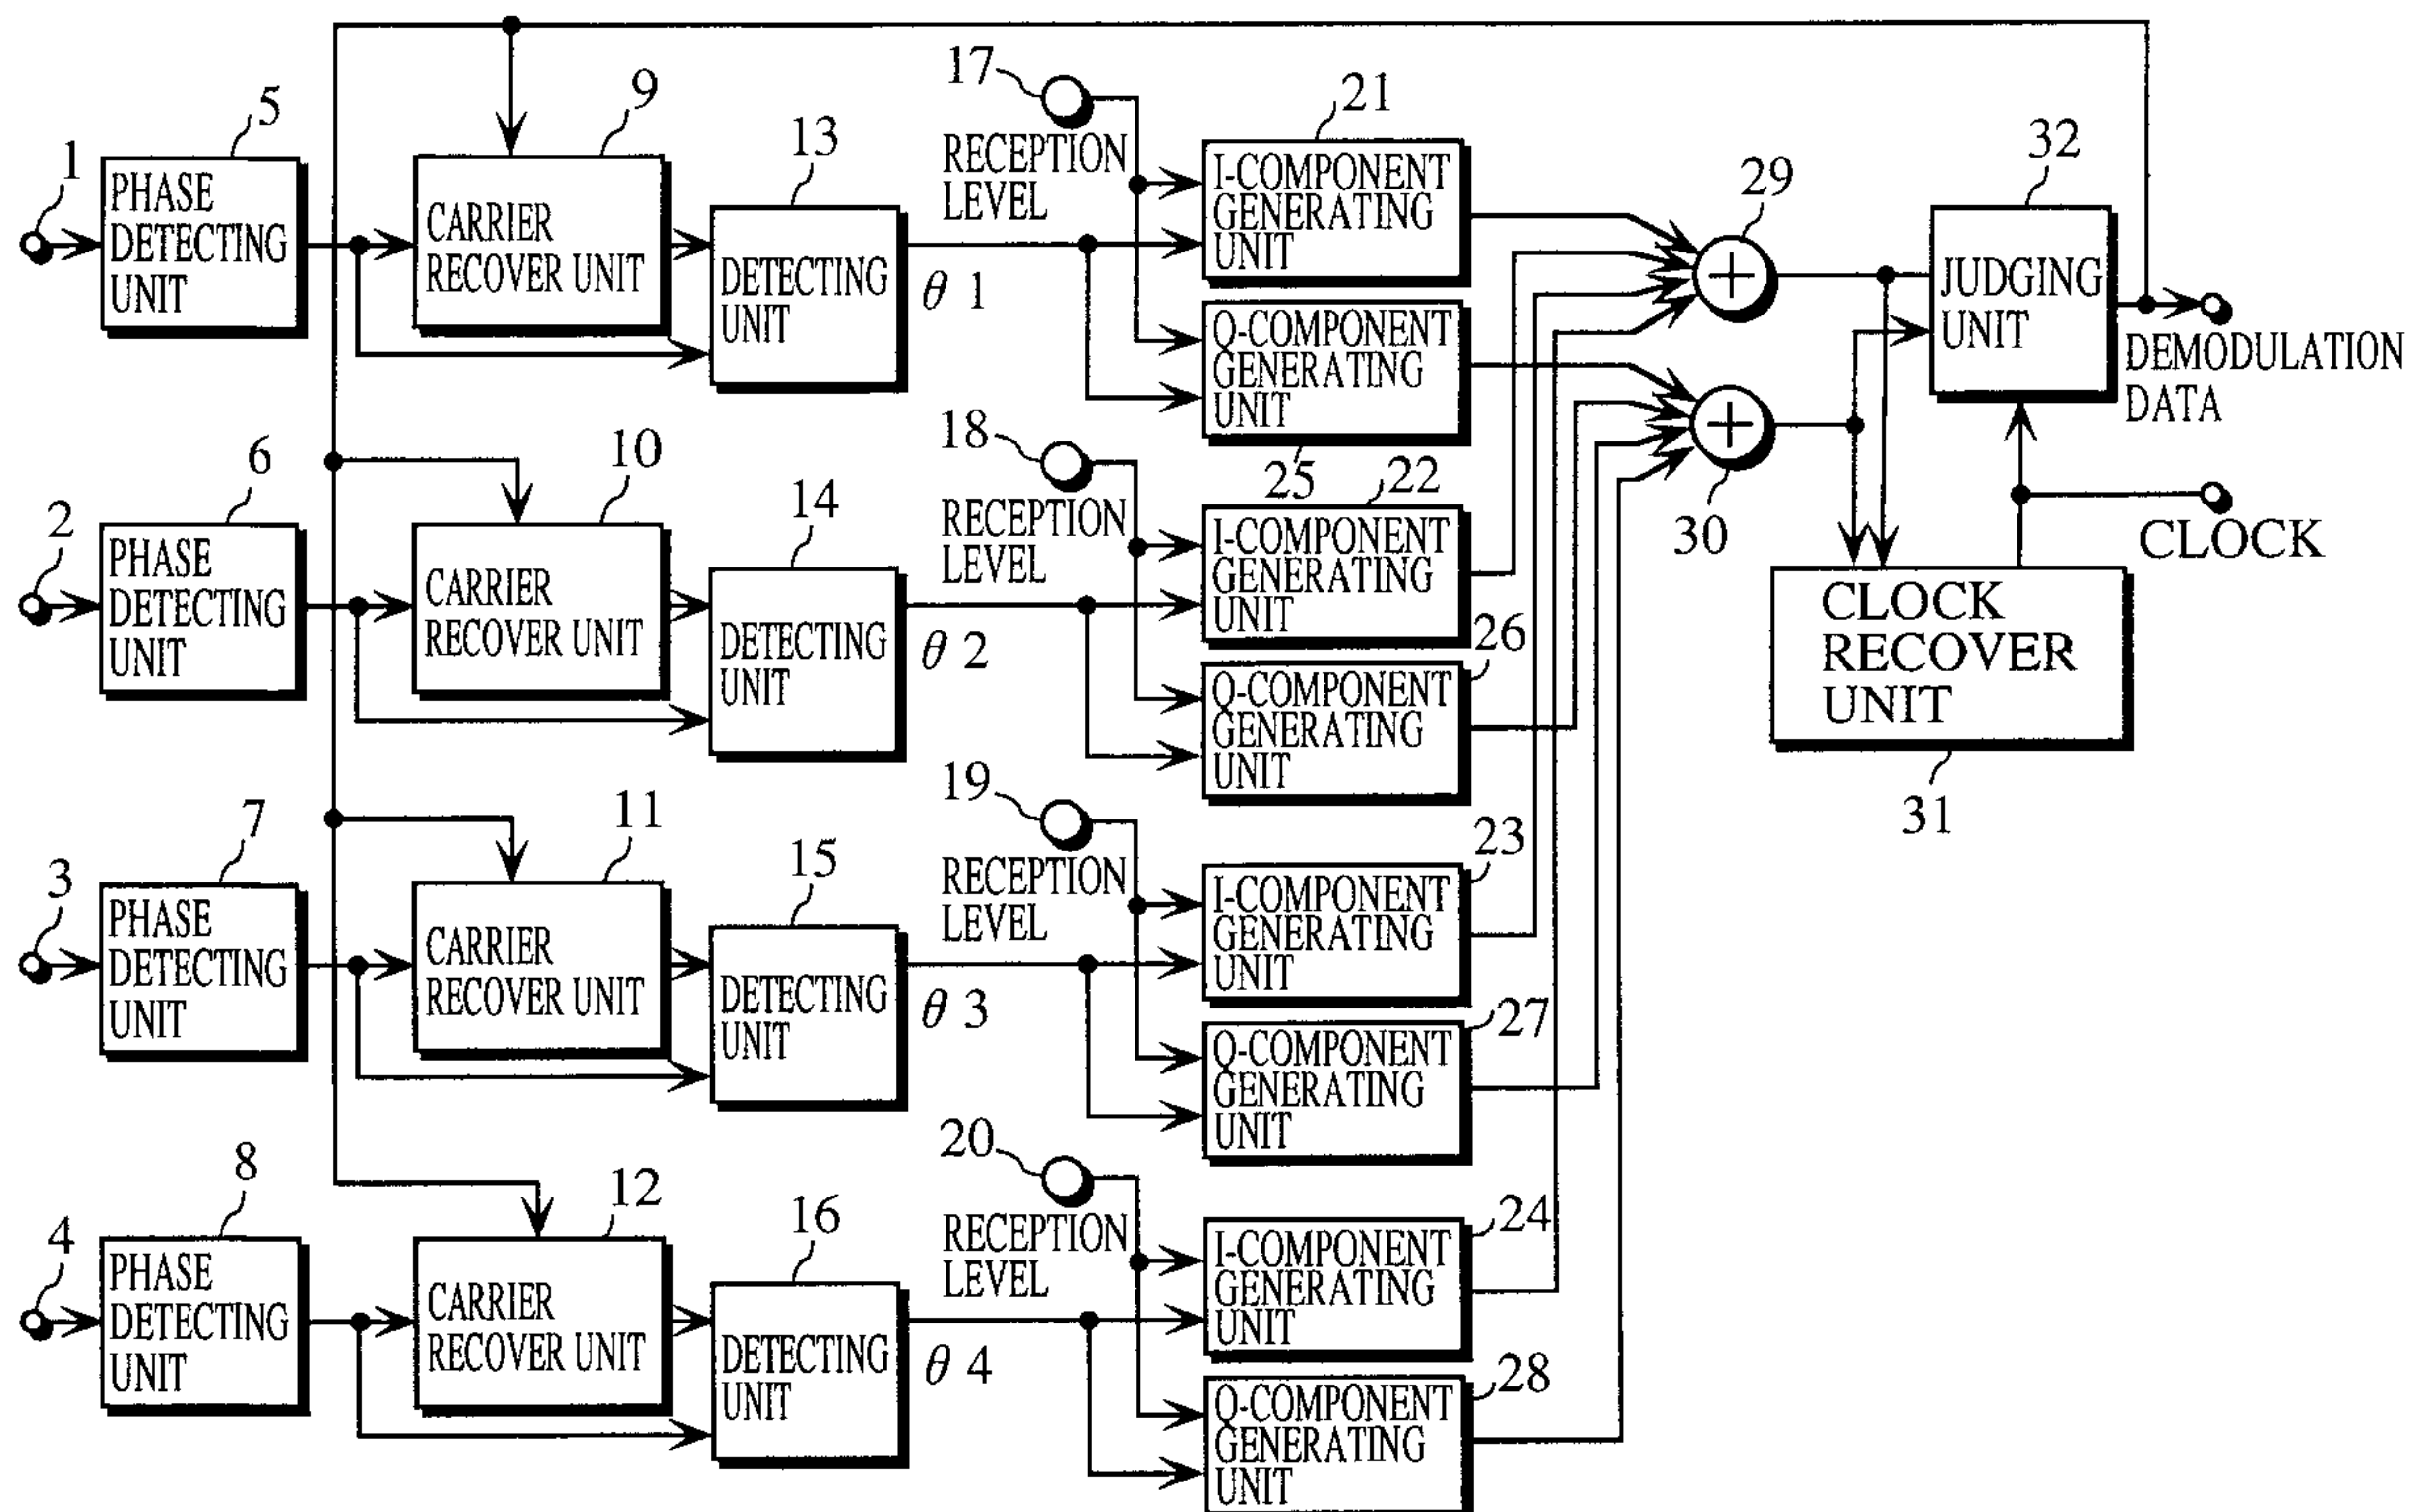 17
21
32
9
5
13
29
1
PHASE
DETECTING
UNIT
CARRIER
RECOVER UNIT
DETECTING
UNIT
θ 1
RECEPTION
LEVEL
I-COMPONENT
GENERATING
UNIT
Q-COMPONENT
GENERATING
UNIT
JUDGING
UNIT
DEMODULATION
DATA
25
22
30
CLOCK
18
6
10
14
2
PHASE
DETECTING
UNIT
CARRIER
RECOVER UNIT
DETECTING
UNIT
θ 2
RECEPTION
LEVEL
I-COMPONENT
GENERATING
UNIT
26
Q-COMPONENT
GENERATING
UNIT
CLOCK
RECOVER
UNIT
31
19
7
11
15
23
3
PHASE
DETECTING
UNIT
CARRIER
RECOVER UNIT
DETECTING
UNIT
θ 3
RECEPTION
LEVEL
I-COMPONENT
GENERATING
UNIT
27
Q-COMPONENT
GENERATING
UNIT
20
8
12
16
24
4
PHASE
DETECTING
UNIT
CARRIER
RECOVER UNIT
DETECTING
UNIT
θ 4
RECEPTION
LEVEL
I-COMPONENT
GENERATING
UNIT
28
Q-COMPONENT
GENERATING
UNIT